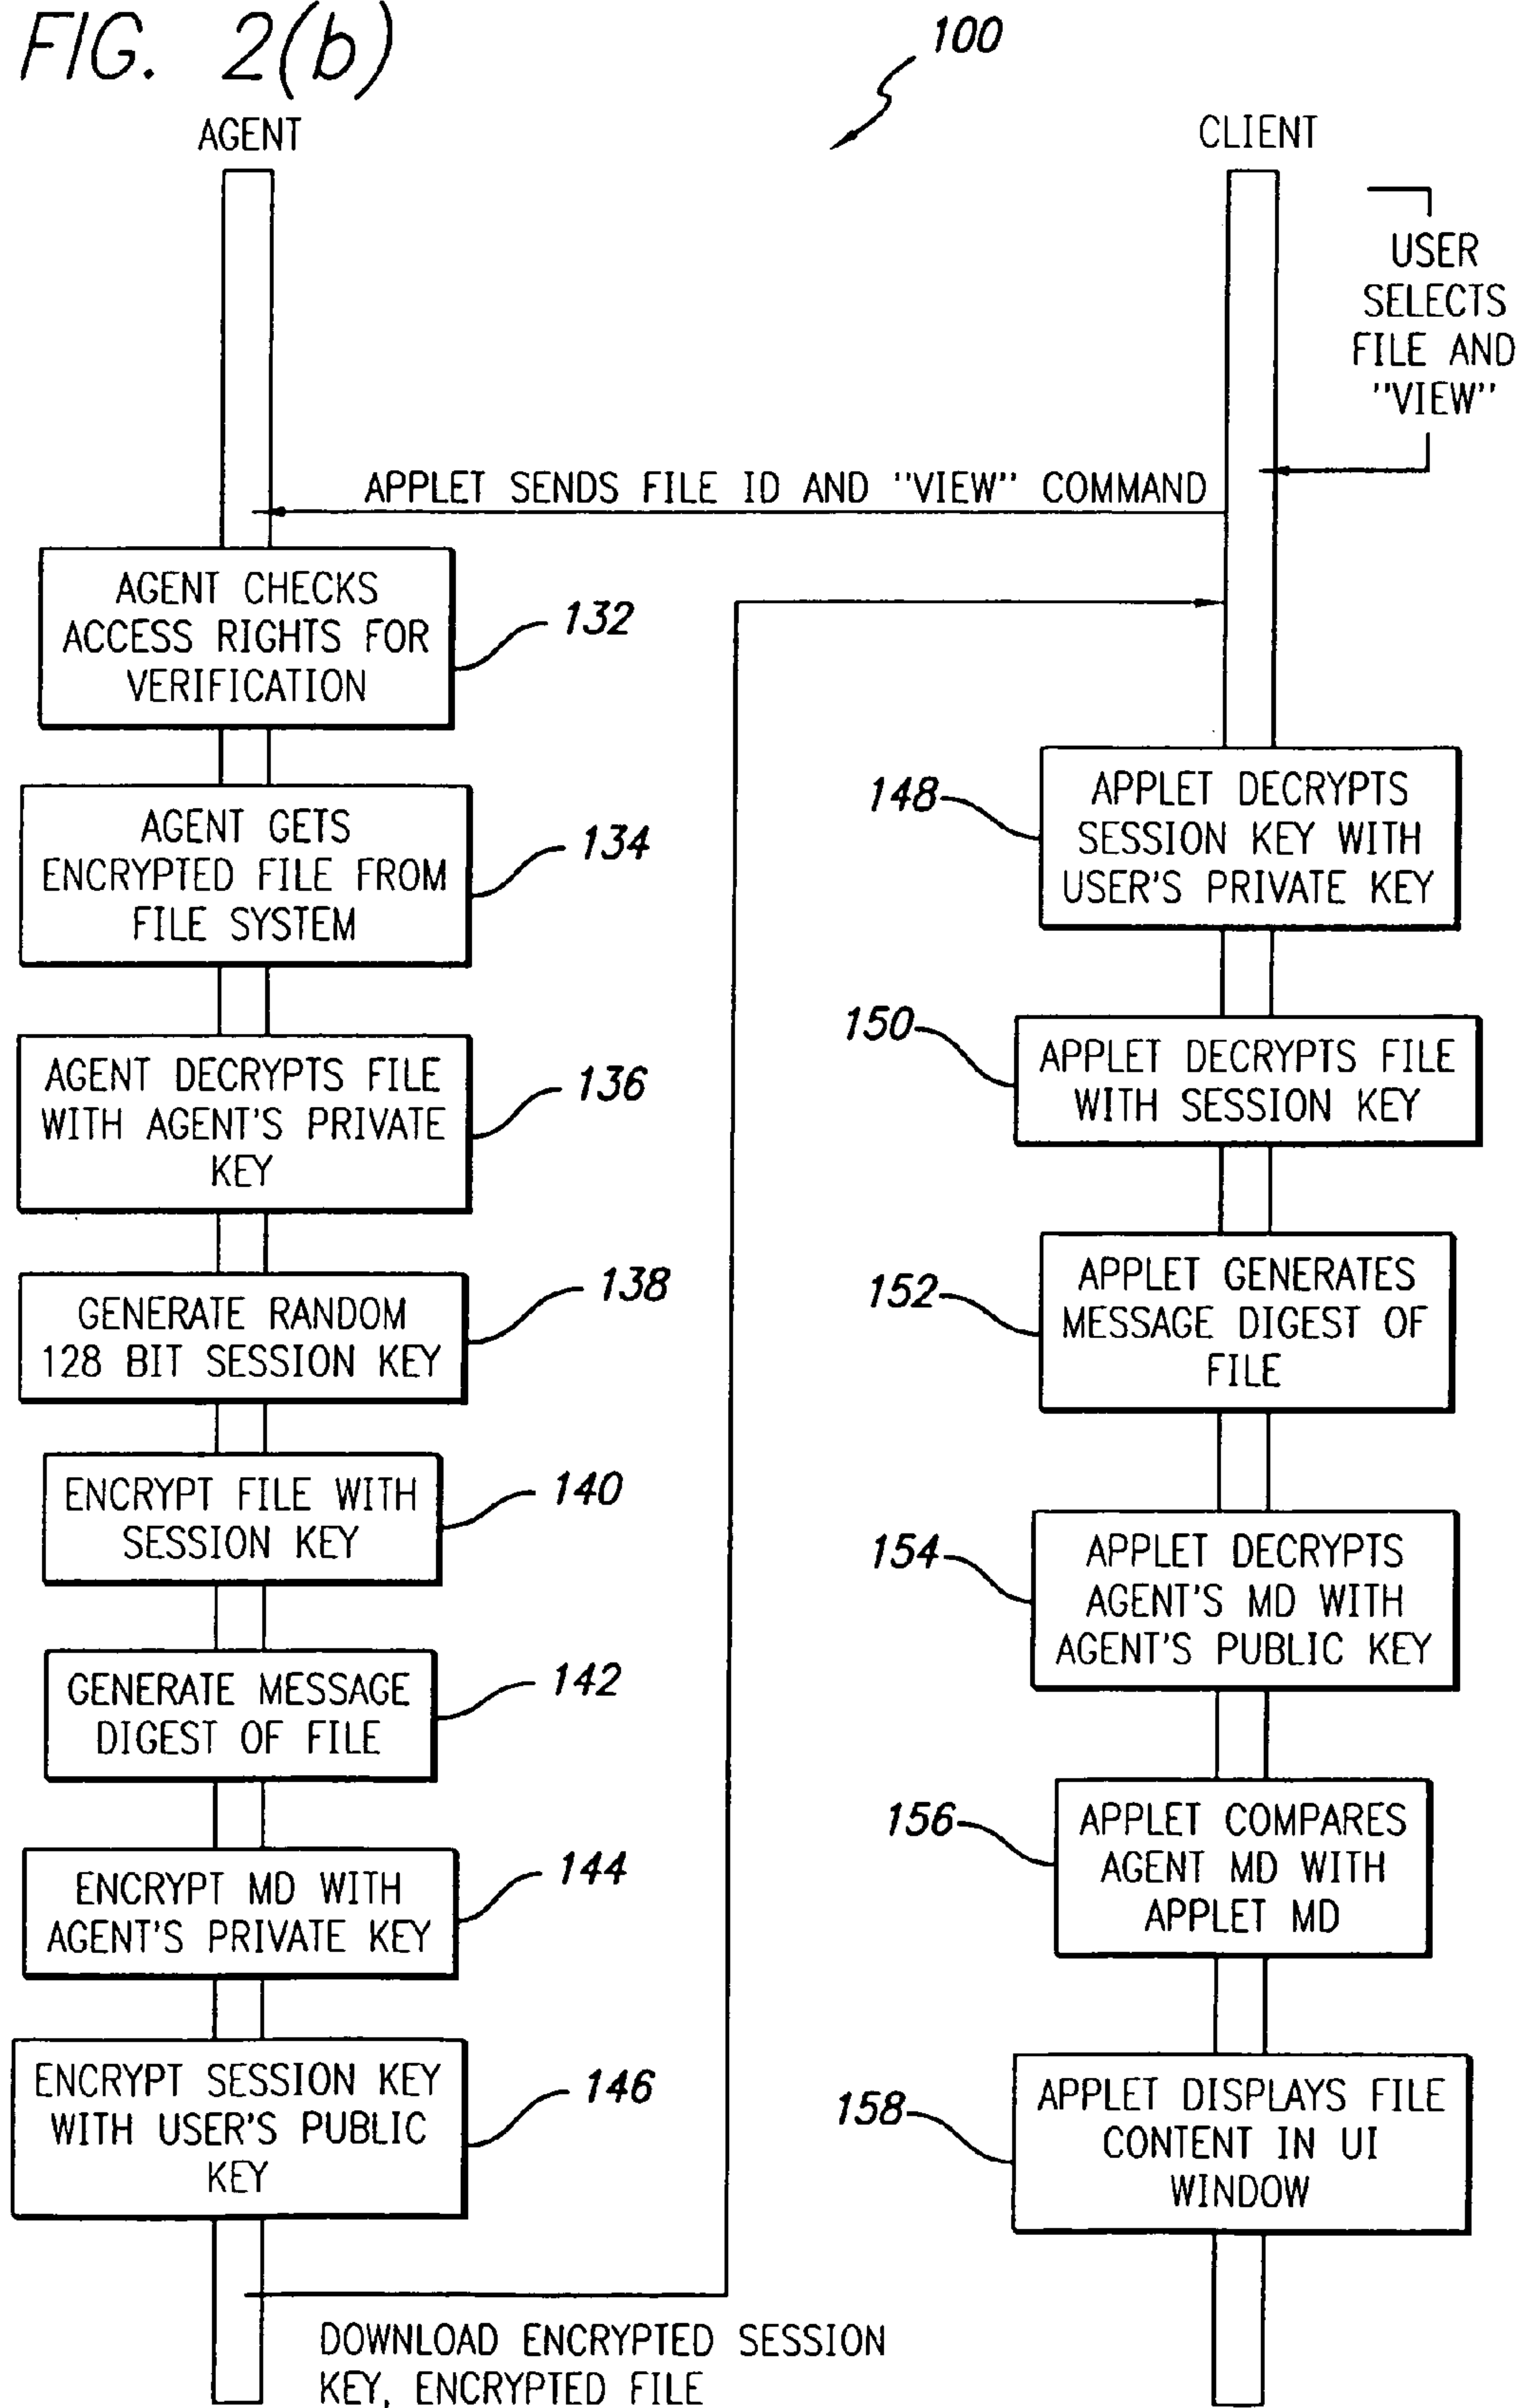 FIG. 2(b)
100
AGENT
CLIENT
USER
SELECTS
FILE AND
"VIEW"
APPLET SENDS FILE ID AND "VIEW" COMMAND
AGENT CHECKS
ACCESS RIGHTS FOR
VERIFICATION
132
AGENT GETS
ENCRYPTED FILE FROM
FILE SYSTEM
134
AGENT DECRYPTS FILE
WITH AGENT'S PRIVATE
KEY
136
GENERATE RANDOM
128 BIT SESSION KEY
138
ENCRYPT FILE WITH
SESSION KEY
140
GENERATE MESSAGE
DIGEST OF FILE
142
ENCRYPT MD WITH
AGENT'S PRIVATE KEY
144
ENCRYPT SESSION KEY
WITH USER'S PUBLIC
KEY
146
DOWNLOAD ENCRYPTED SESSION
KEY, ENCRYPTED FILE
148
APPLET DECRYPTS
SESSION KEY WITH
USER'S PRIVATE KEY
150
APPLET DECRYPTS FILE
WITH SESSION KEY
152
APPLET GENERATES
MESSAGE DIGEST OF
FILE
154
APPLET DECRYPTS
AGENT'S MD WITH
AGENT'S PUBLIC KEY
156
APPLET COMPARES
AGENT MD WITH
APPLET MD
158
APPLET DISPLAYS FILE
CONTENT IN UI
WINDOW